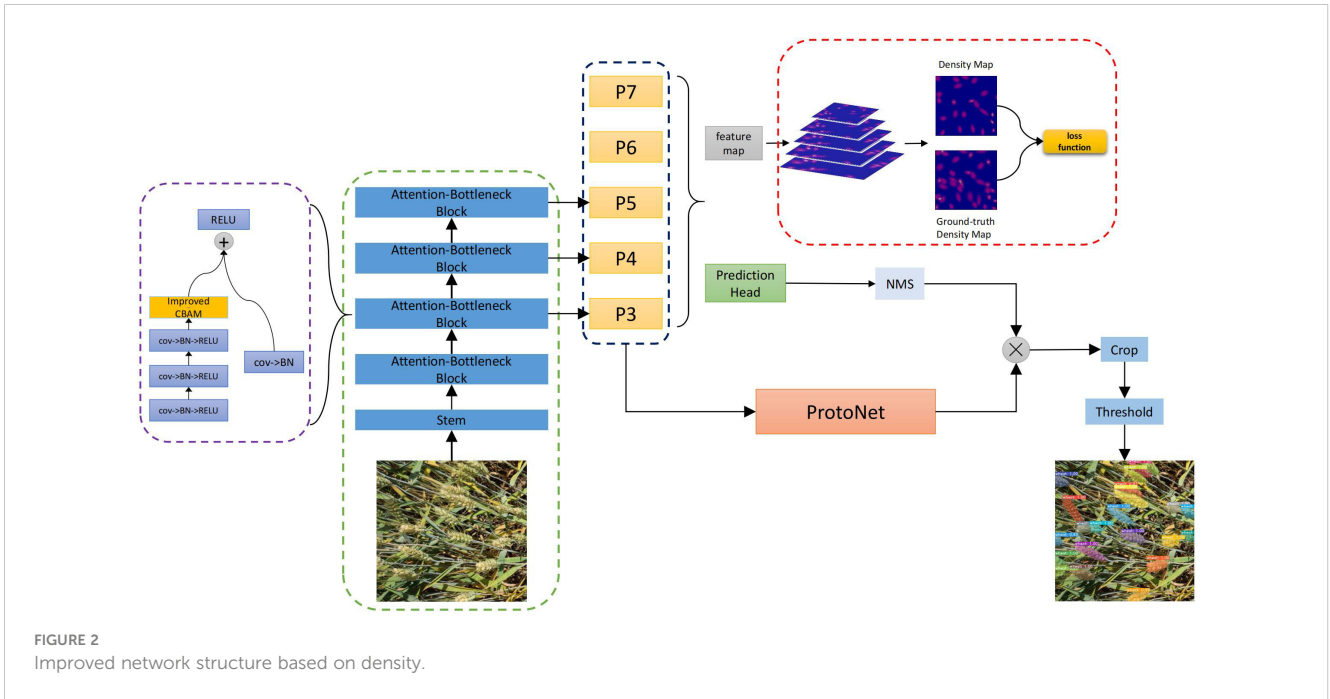 Density Map
P7
feature
map
loss
function
P6
Attention-Bottleneck
Block
P5
RELU
+
Ground-truth
Density Map
Attention-Bottleneck
Block
P4
Prediction
Head
NMS
Improved
CBAM
Attention-Bottleneck
Block
P3
cov->BN->RELU
cov->BN
Crop
cov->BN->RELU
Attention-Bottleneck
Block
cov->BN->RELU
ProtoNet
Threshold
Stem
FIGURE 2
Improved network structure based on density.